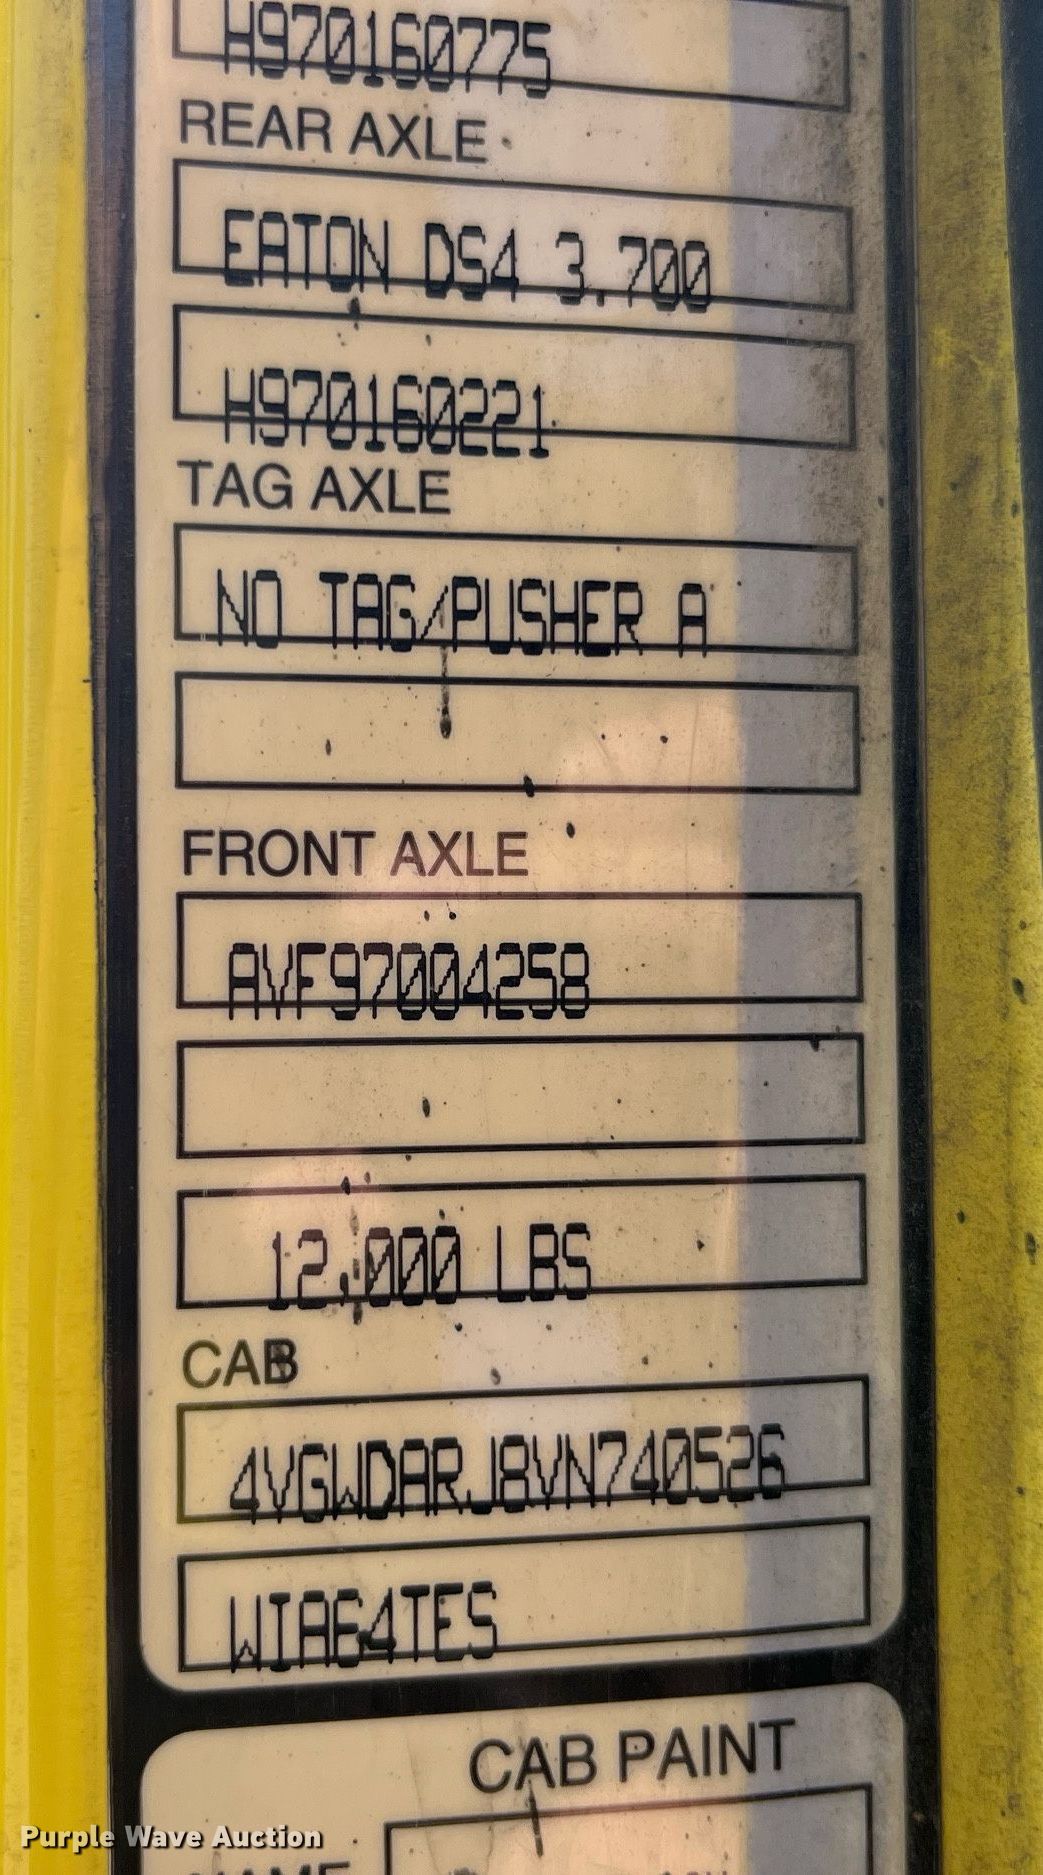 H970160775
REAR AXLE
EATON DS4 3.700
H970160221
TAG AXLE
NO TAG/PUSHER A
FRONT AXLE
AVF97004258
12,000 LBS
CAB
4VGWDARJ8VN740526
WIA64TES
CAB PAINT
NAME
Purple Wave Auction